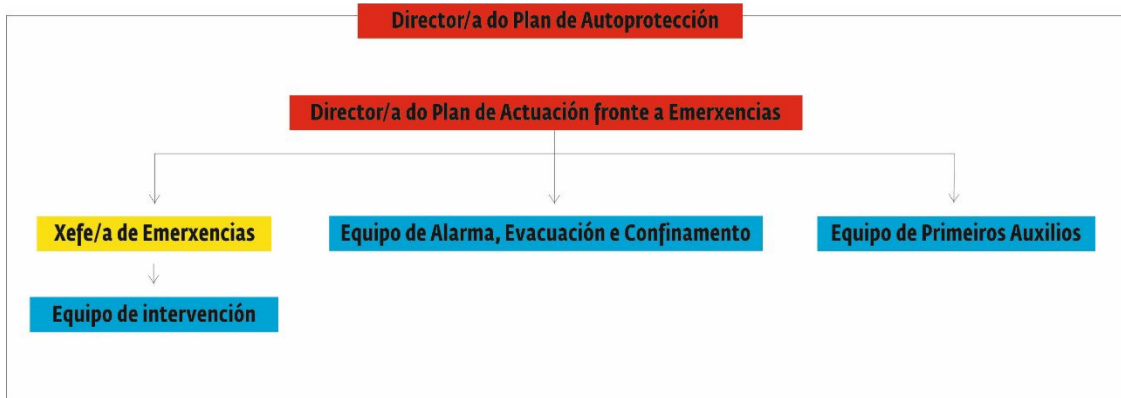 Director/a do Plan de Autoprotección
Director/a do Plan de Actuación fronte a Emerxencias
Xefe/a de Emerxencias
Equipo de Alarma, Evacuación e Confinamento
Equipo de Primeiros Auxilios
Equipo de intervención